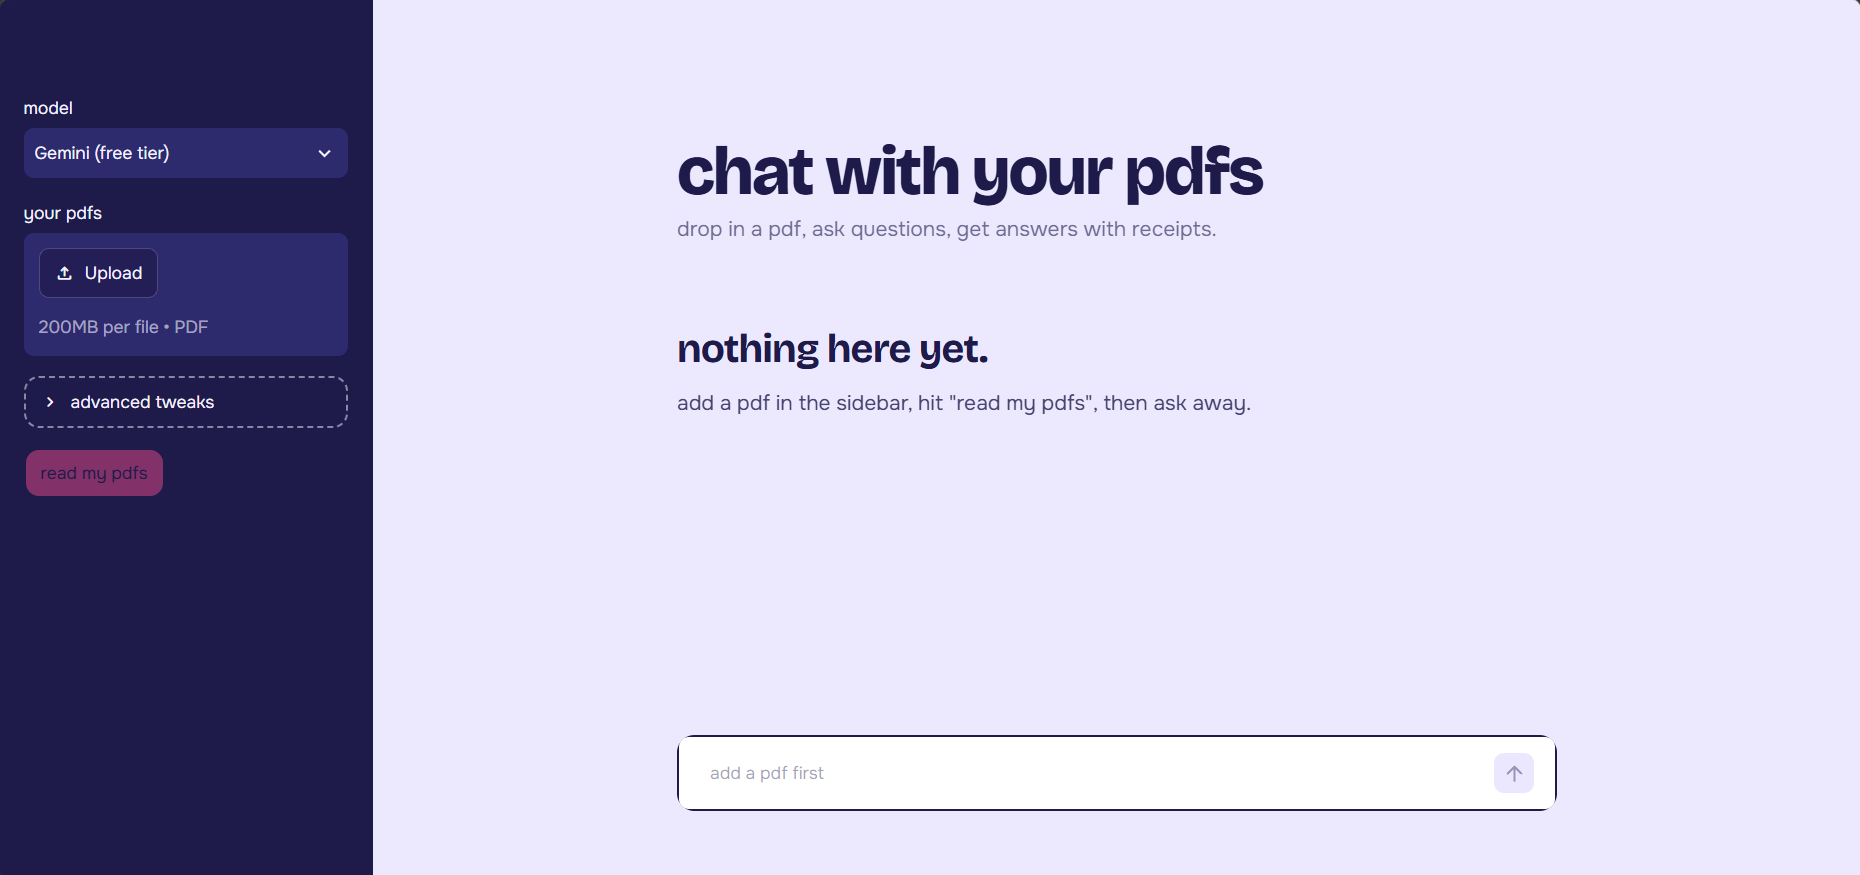 model
Gemini (free tier)
your pdfs
Upload
200MB per file • PDF
advanced tweaks
read my pdfs
chat with your pdfs
drop in a pdf, ask questions, get answers with receipts.
nothing here yet.
add a pdf in the sidebar, hit "read my pdfs", then ask away.
add a pdf first